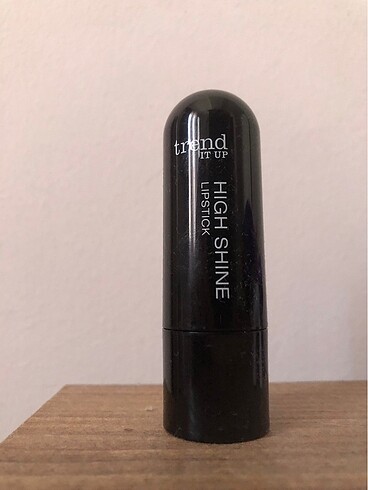 trend
IT UP
HIGH SHINE
LIPSTICK